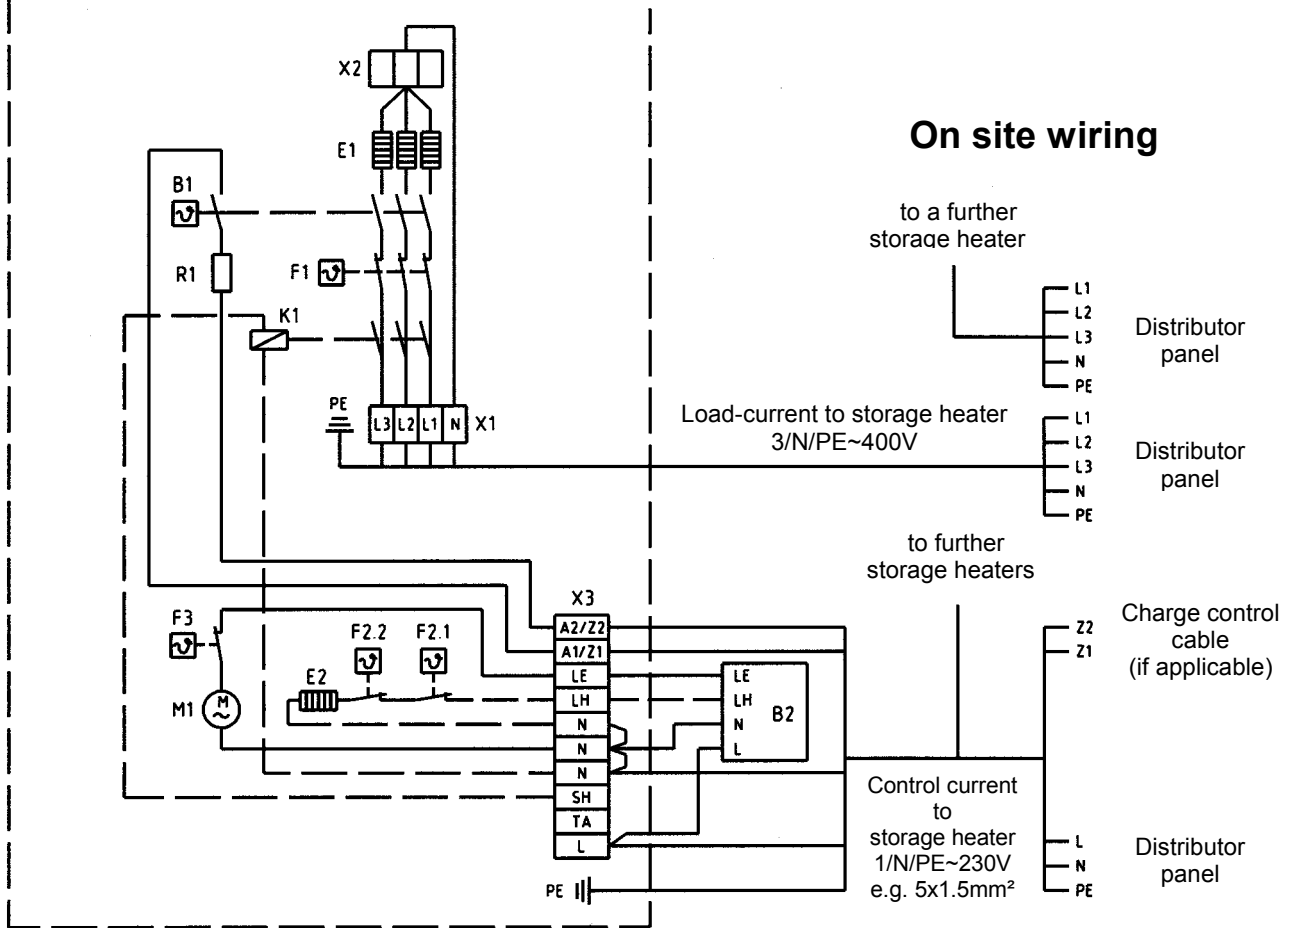 X2
E1
On site wiring
B1
to a further
storage heater
R1
F1
L1
L2
L3
N
PE
Distributor
panel
K1
PE
L3 L2 L1 N X1
Load-current to storage heater
3/N/PE~400V
L1
L2
L3
N
PE
Distributor
panel
to further
storage heaters
X3
F3
F2.2 F2.1
E2
M1
M
~
A2/Z2
A1/Z1
LE
LH
N
N
N
SH
TA
L
PE
LE
LH
N
L
B2
Z2
Z1
Charge control
cable
(if applicable)
Control current
to
storage heater
1/N/PE~230V
e.g. 5x1.5mm²
L
N
PE
Distributor
panel